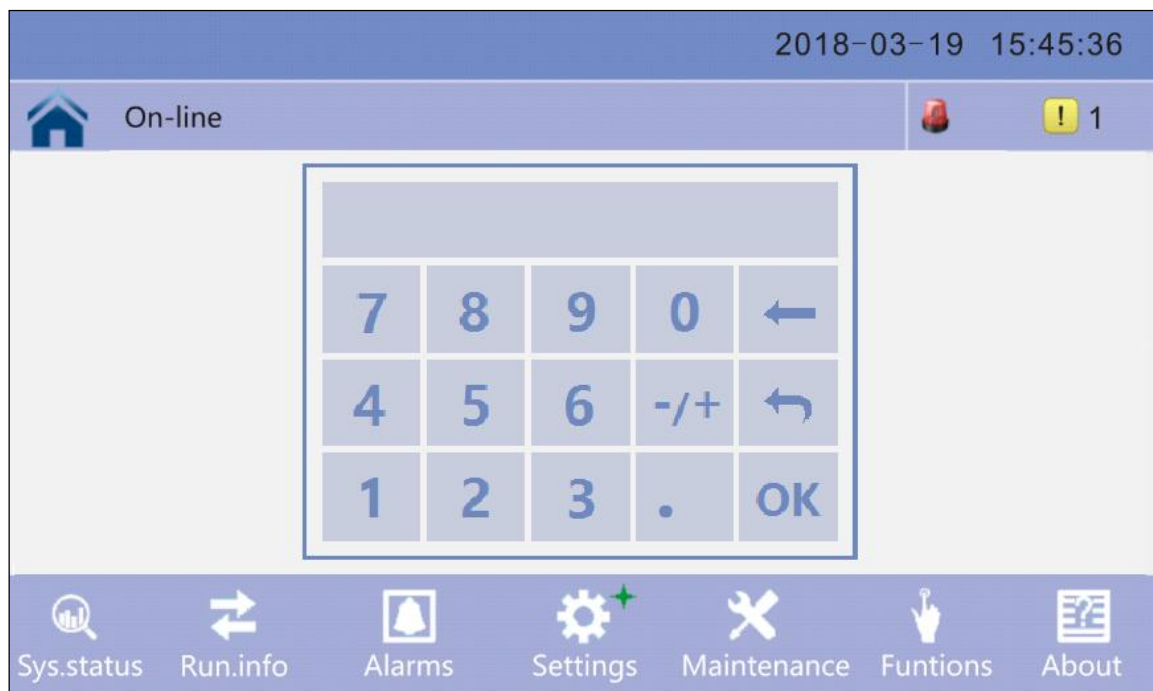 2018-03-19 15:45:36
On-line ! 1
7 8 9 0
4 5 6 -/+
1 2 3 . OK
Sys.status Run.info Alarms Settings Maintenance Funtions About